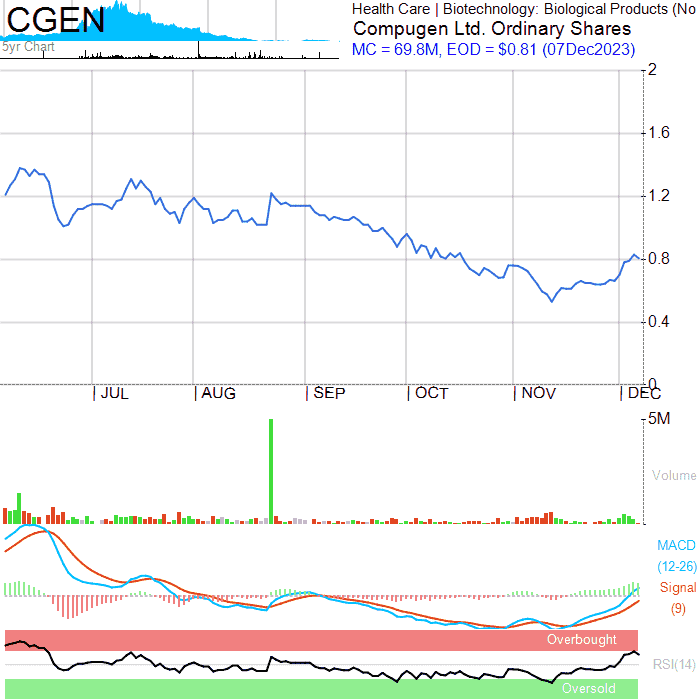 CGEN
5yr Chart
Health Care | Biotechnology: Biological Products (No
Compugen Ltd. Ordinary Shares
MC = 69.8M, EOD = $0.81 (07Dec2023)
2
1.6
1.2
0.8
0.4
0
JUL AUG SEP OCT NOV DEC
5M
Volume
MACD
(12-26)
Signal
(9)
Overbought
RSI(14)
Oversold